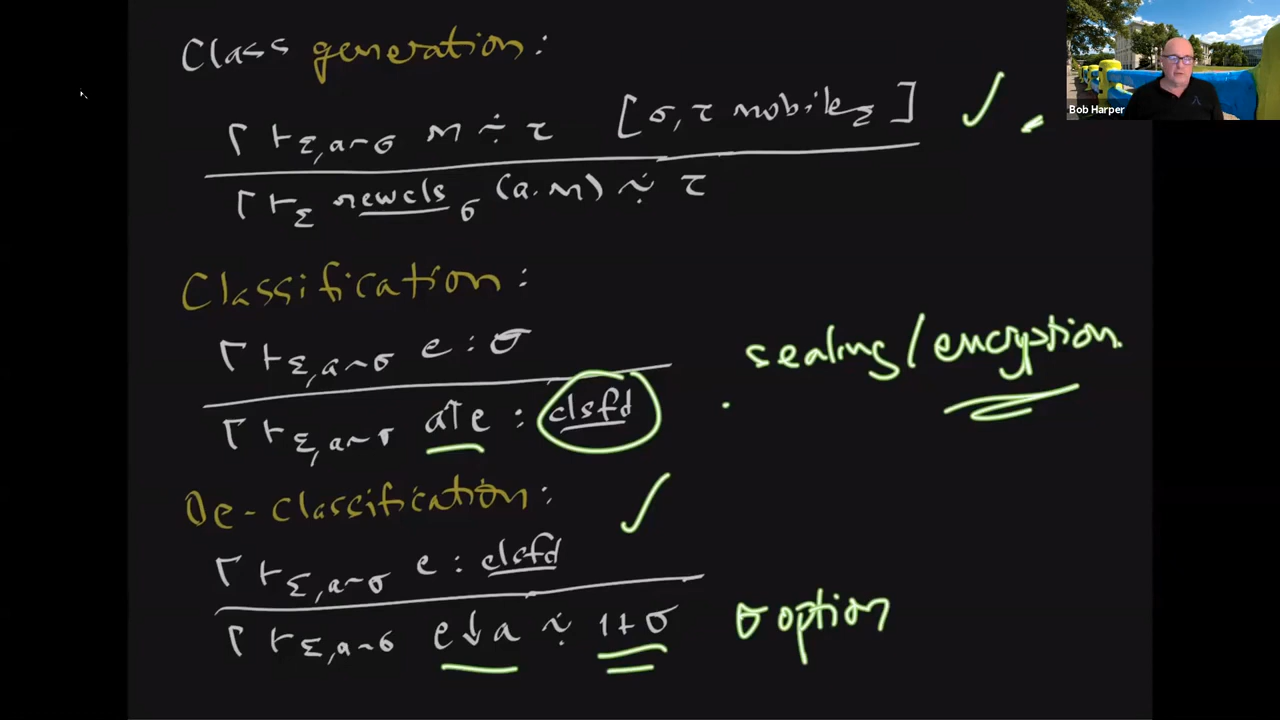 Class generation:
Γ ⊢Σ,a~σ m ∻ τ [σ, τ mobileΣ]
Γ ⊢Σ newclsσ (a.m) ∻ τ
Classification:
Γ ⊢Σ,a~σ e : σ
Γ ⊢Σ,a~σ a↑e : clsfd
sealing / encryption
De-classification:
Γ ⊢Σ,a~σ e : clsfd
Γ ⊢Σ,a~σ e↓a ∻ 1+σ
σ option
Bob Harper